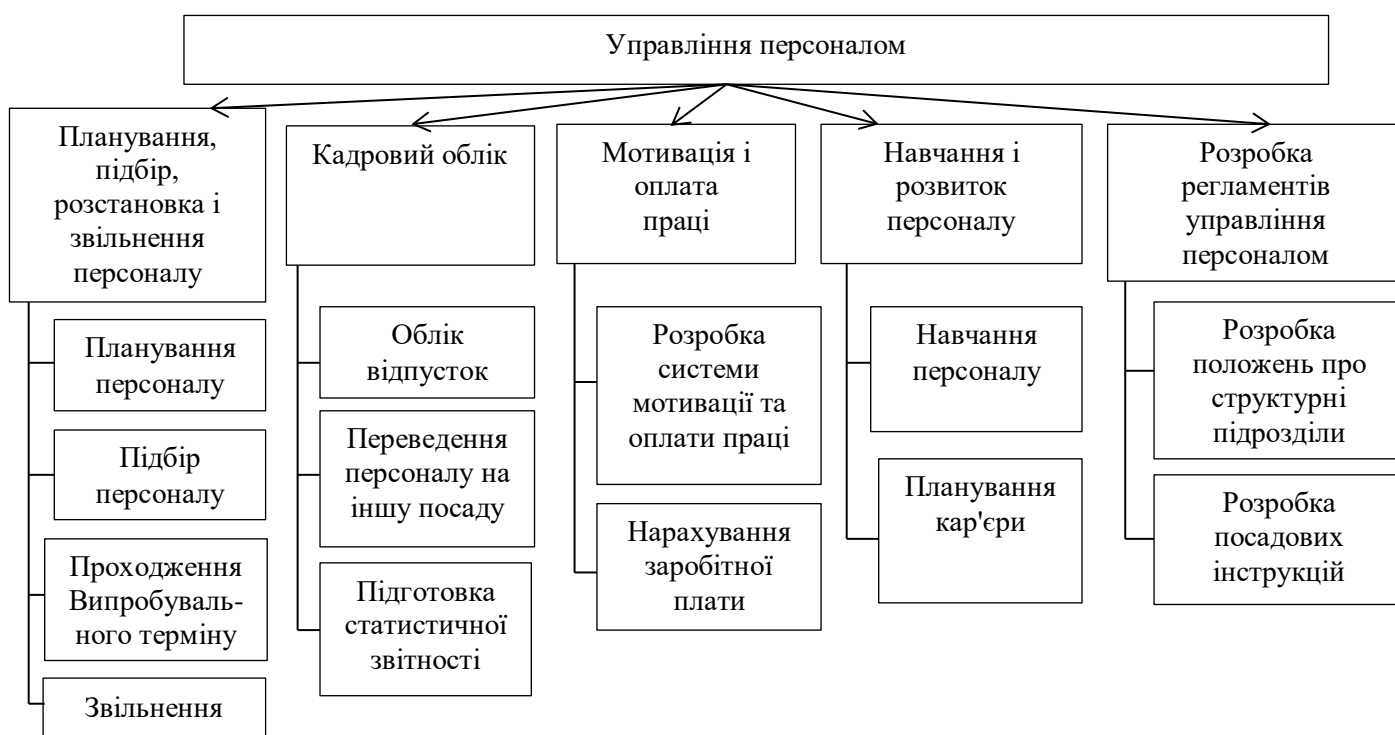 Управління персоналом
Планування,
підбір,
розстановка і
звільнення
персоналу
Планування
персоналу
Підбір
персоналу
Проходження
Випробуваль-
ного терміну
Звільнення
Кадровий облік
Облік
відпусток
Переведення
персоналу на
іншу посаду
Підготовка
статистичної
звітності
Мотивація і
оплата
праці
Розробка
системи
мотивації та
оплати праці
Нарахування
заробітної
плати
Навчання і
розвиток
персоналу
Навчання
персоналу
Планування
кар'єри
Розробка
регламентів
управління
персоналом
Розробка
положень про
структурні
підрозділи
Розробка
посадових
інструкцій